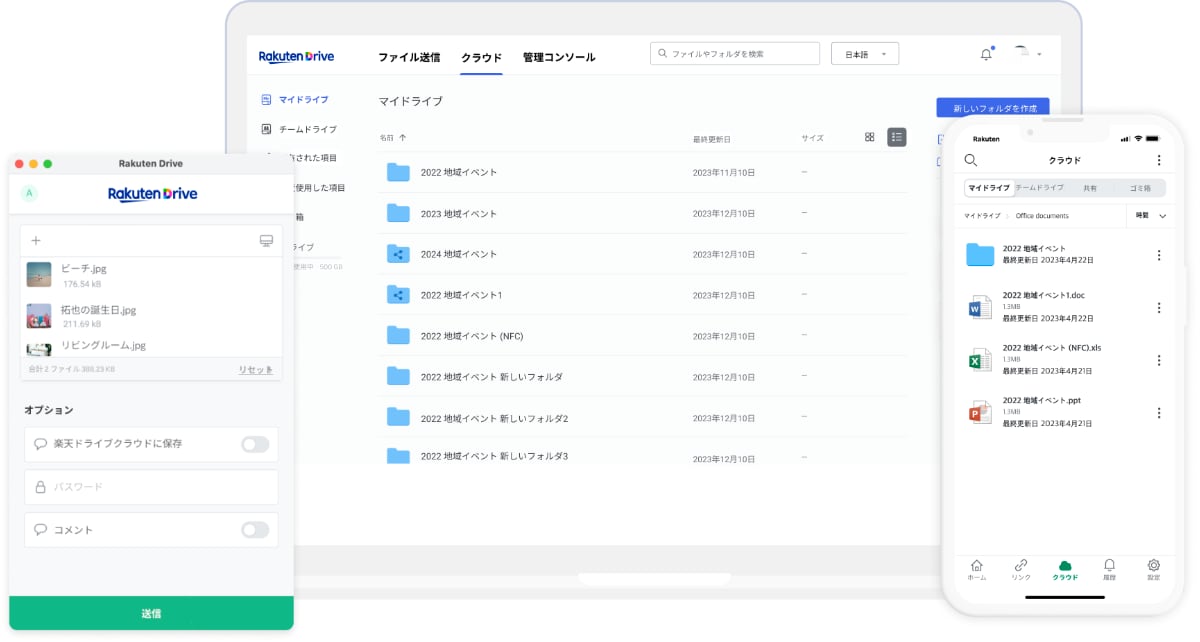 Rakuten Drive
ファイル送信 クラウド 管理コンソール
ファイルやフォルダを検索
日本語
マイドライブ
チームドライブ
された項目
使用した項目
箱
ライブ
使用中 · 500 GB
マイドライブ
新しいフォルダを作成
名前 ↑ 最終更新日 サイズ
2022 地域イベント 2023年11月10日 --
2023 地域イベント 2023年12月10日 --
2024 地域イベント 2023年12月10日 --
2022 地域イベント1 2023年12月10日 --
2022 地域イベント (NFC) 2023年12月10日 --
2022 地域イベント 新しいフォルダ 2023年12月10日 --
2022 地域イベント 新しいフォルダ2 2023年12月10日 --
2022 地域イベント 新しいフォルダ3 2023年12月10日 --
Rakuten Drive
A
Rakuten Drive
ビーチ.jpg
176.54 kB
拓也の誕生日.jpg
211.69 kB
リビングルーム.jpg
合計 2 ファイル 388.23 KB リセット
オプション
楽天ドライブクラウドに保存
パスワード
コメント
送信
Rakuten
クラウド
マイドライブ チームドライブ 共有 ゴミ箱
マイドライブ > Office documents
2022 地域イベント
最終更新日 2023年4月22日
2022 地域イベント1.doc
1.3MB
最終更新日 2023年4月22日
2022 地域イベント (NFC).xls
1.3MB
最終更新日 2023年4月21日
2022 地域イベント.ppt
1.3MB
最終更新日 2023年4月21日
ホーム リンク クラウド 履歴 設定